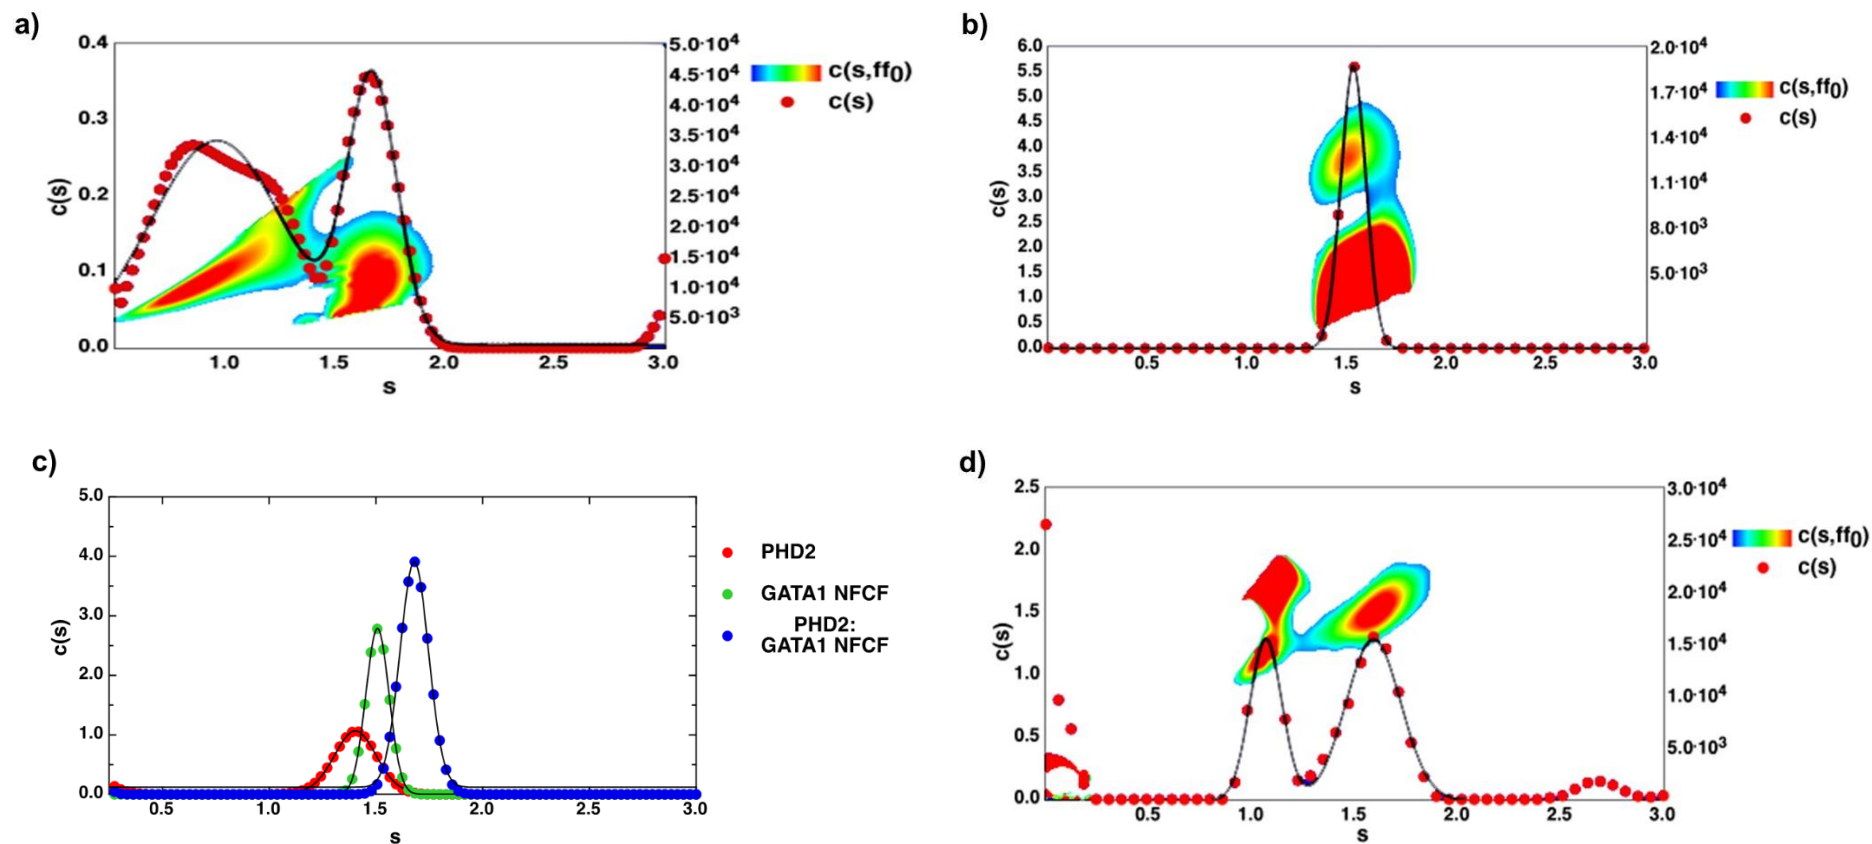 a)
0.4
0.3
0.2
0.1
0.0
c(s)
1.0 1.5 2.0 2.5 3.0
s
5.0·10⁴
4.5·10⁴
4.0·10⁴
3.5·10⁴
3.0·10⁴
2.5·10⁴
2.0·10⁴
1.5·10⁴
1.0·10⁴
5.0·10³
c(s,ff₀)
c(s)
b)
6.0
5.5
5.0
4.5
4.0
3.5
3.0
2.5
2.0
1.5
1.0
0.5
0.0
c(s)
0.5 1.0 1.5 2.0 2.5 3.0
s
2.0·10⁴
1.7·10⁴
1.4·10⁴
1.1·10⁴
8.0·10³
5.0·10³
c(s,ff₀)
c(s)
c)
5.0
4.0
3.0
2.0
1.0
0.0
c(s)
0.5 1.0 1.5 2.0 2.5 3.0
s
PHD2
GATA1 NFCF
PHD2:
GATA1 NFCF
d)
2.5
2.0
1.5
1.0
0.5
0.0
c(s)
0.5 1.0 1.5 2.0 2.5 3.0
s
3.0·10⁴
2.5·10⁴
2.0·10⁴
1.5·10⁴
1.0·10⁴
5.0·10³
c(s,ff₀)
c(s)